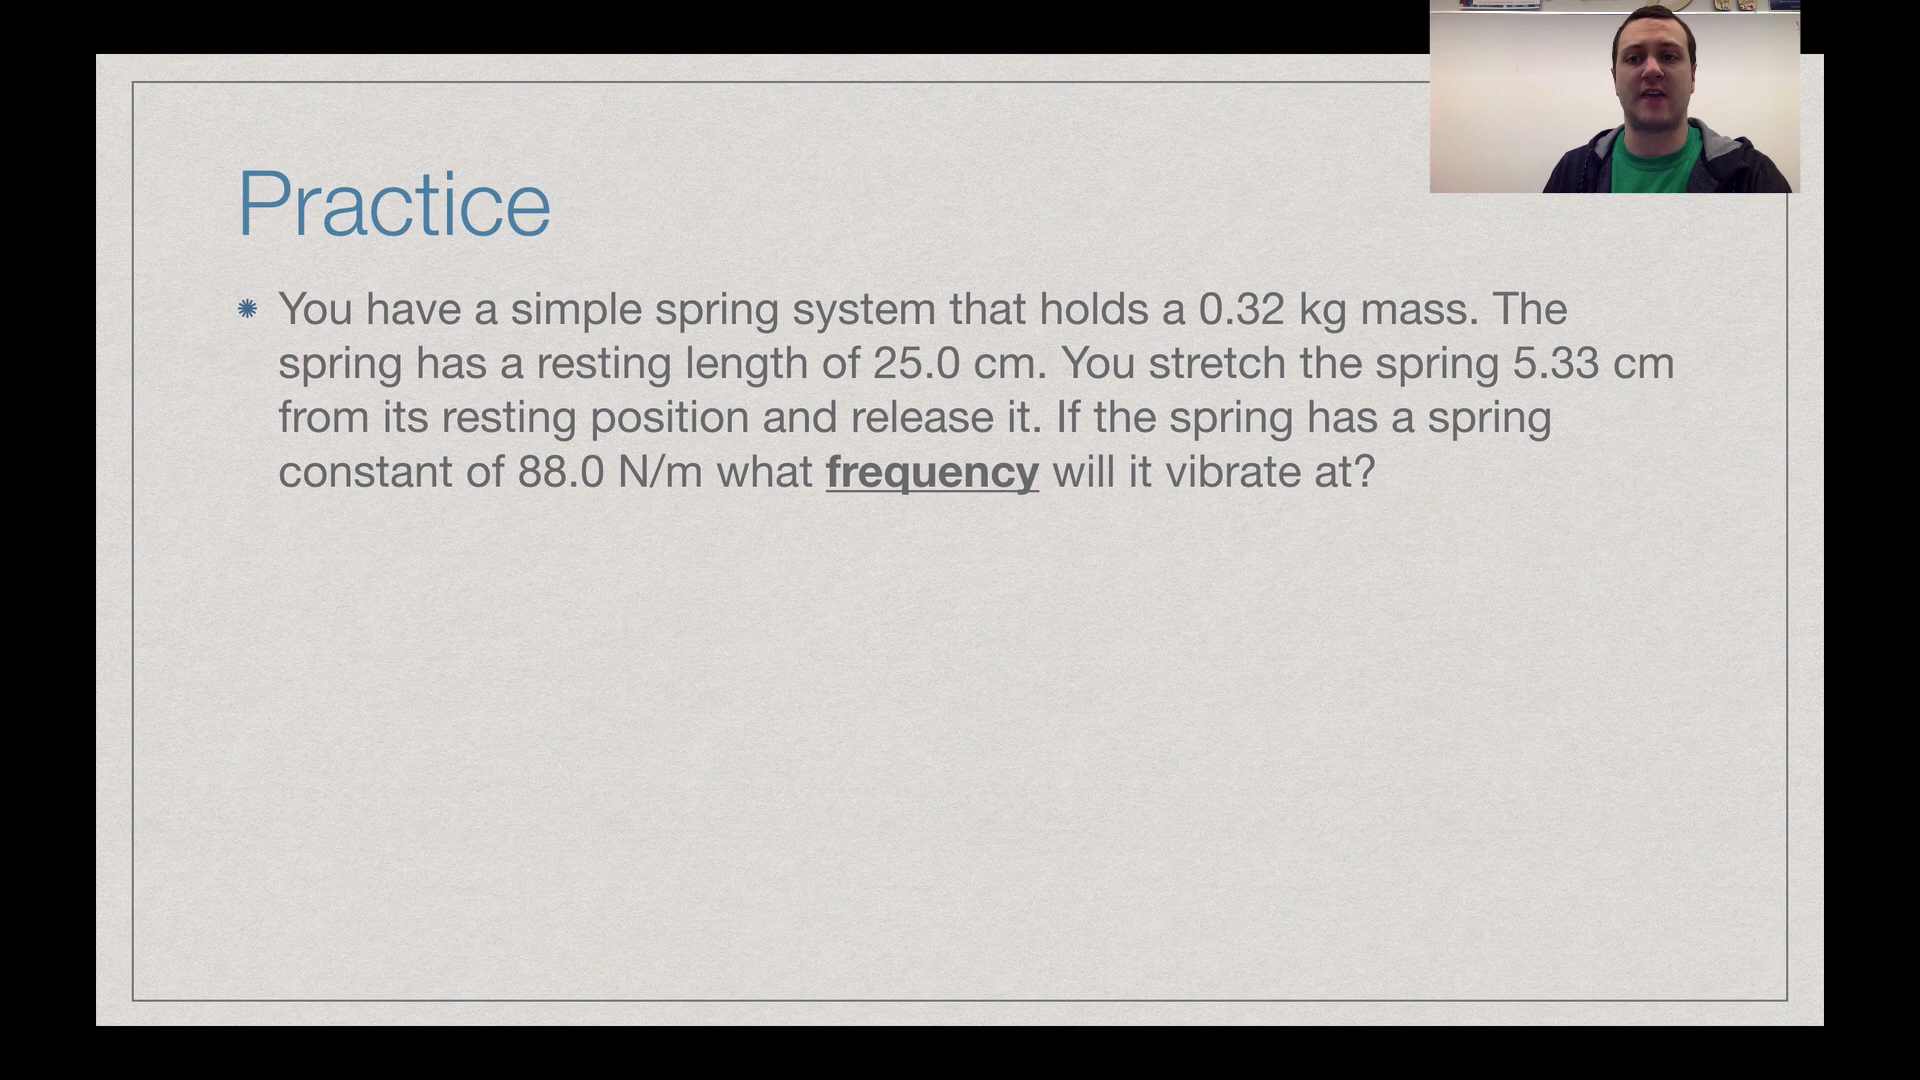 Practice
You have a simple spring system that holds a 0.32 kg mass. The
spring has a resting length of 25.0 cm. You stretch the spring 5.33 cm
from its resting position and release it. If the spring has a spring
constant of 88.0 N/m what frequency will it vibrate at?